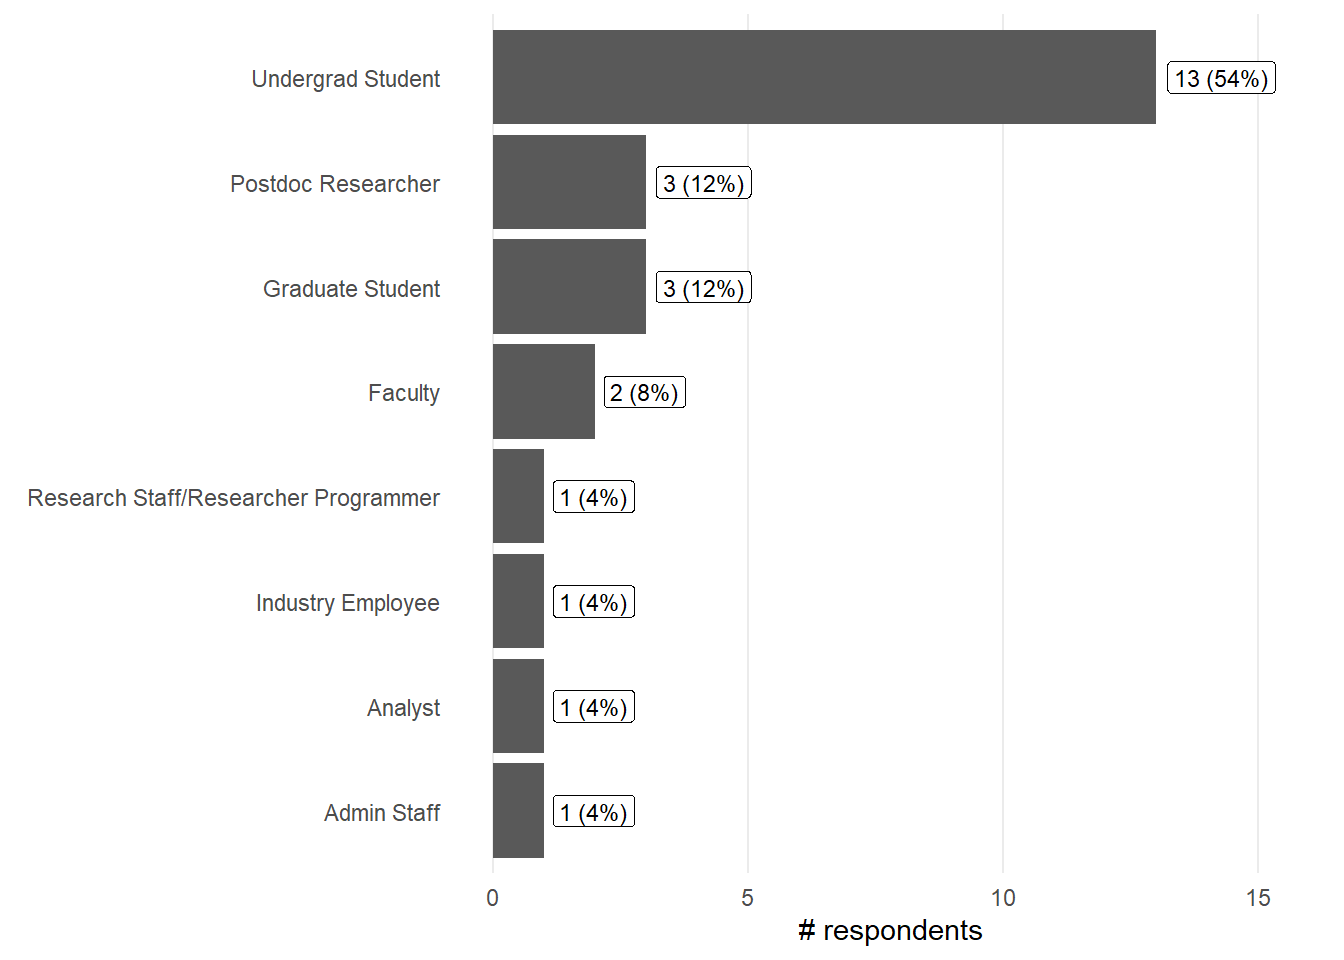 Undergrad Student
13 (54%)
Postdoc Researcher
3 (12%)
Graduate Student
3 (12%)
Faculty
2 (8%)
Research Staff/Researcher Programmer
1 (4%)
Industry Employee
1 (4%)
Analyst
1 (4%)
Admin Staff
1 (4%)
0 5 10 15
# respondents